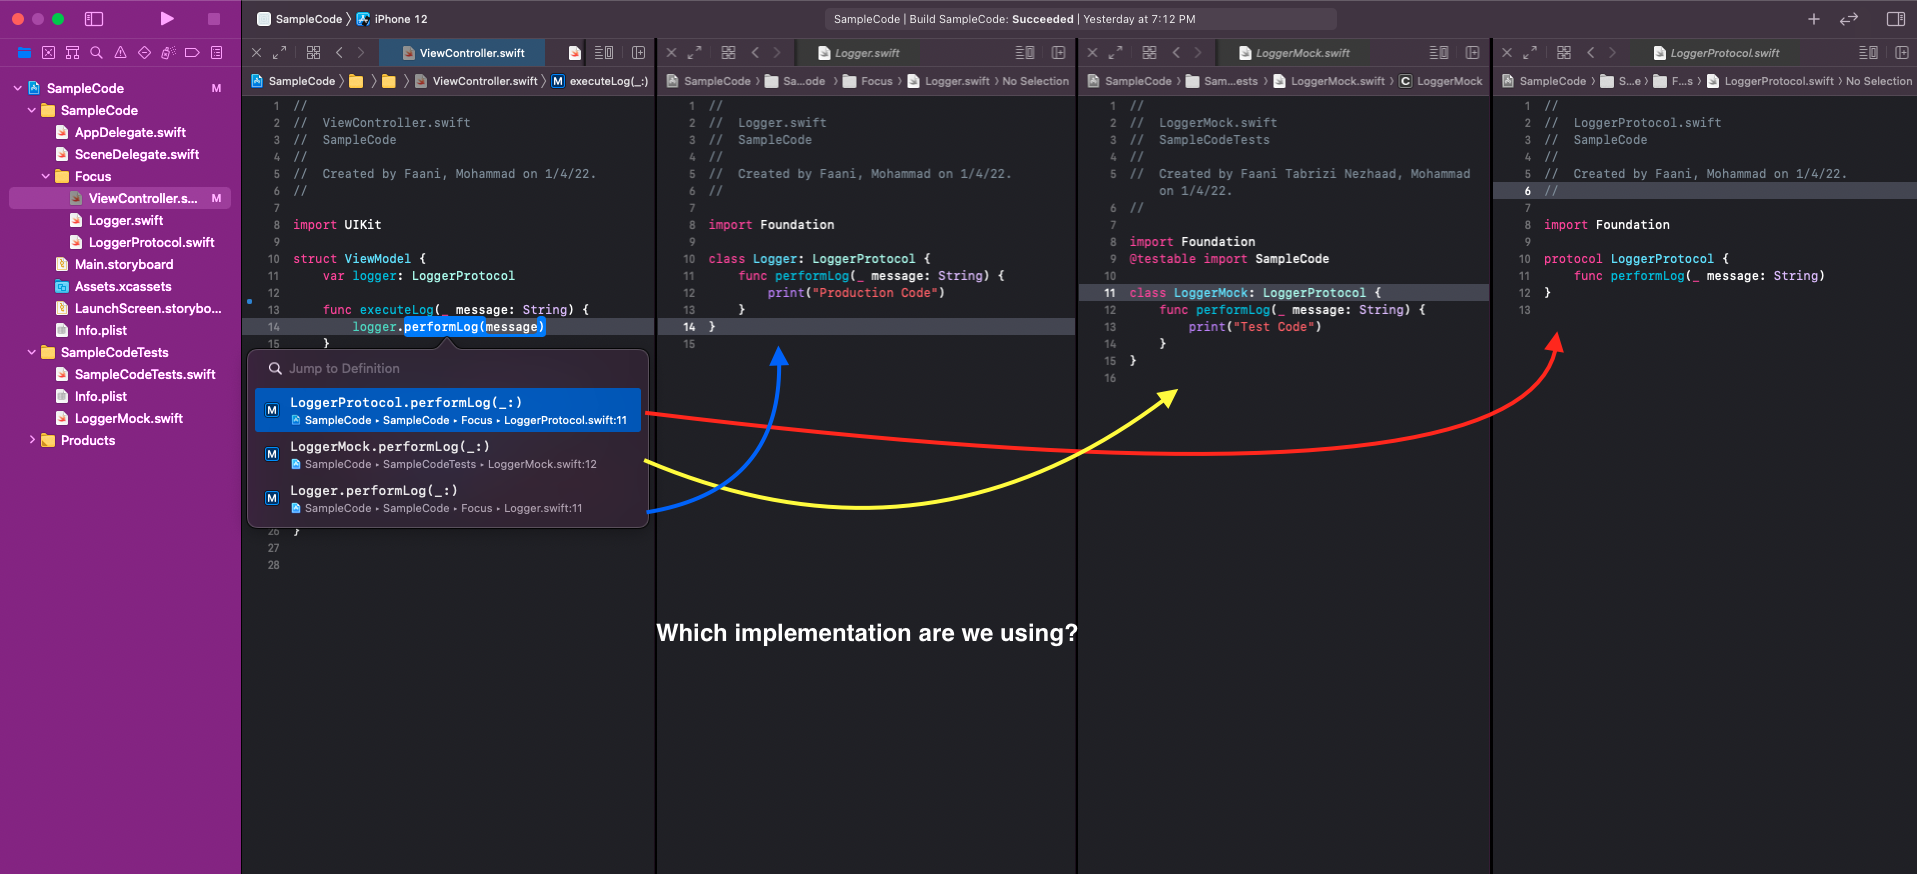 SampleCode iPhone 12
SampleCode | Build SampleCode: Succeeded | Yesterday at 7:12 PM
SampleCode M
SampleCode
AppDelegate.swift
SceneDelegate.swift
Focus
ViewController.s... M
Logger.swift
LoggerProtocol.swift
Main.storyboard
Assets.xcassets
LaunchScreen.storybo...
Info.plist
SampleCodeTests
SampleCodeTests.swift
Info.plist
LoggerMock.swift
Products
ViewController.swift
SampleCode ViewController.swift M executeLog(_:)
1 //
2 //  ViewController.swift
3 //  SampleCode
4 //
5 //  Created by Faani, Mohammad on 1/4/22.
6 //
7
8 import UIKit
9
10 struct ViewModel {
11     var logger: LoggerProtocol
12
13     func executeLog(_ message: String) {
14         logger.performLog(message)
15     }
Jump to Definition
M LoggerProtocol.performLog(_:)
SampleCode ▸ SampleCode ▸ Focus ▸ LoggerProtocol.swift:11
M LoggerMock.performLog(_:)
SampleCode ▸ SampleCodeTests ▸ LoggerMock.swift:12
M Logger.performLog(_:)
SampleCode ▸ SampleCode ▸ Focus ▸ Logger.swift:11
26 }
27
28
Logger.swift
SampleCode Sa...ode Focus Logger.swift No Selection
1 //
2 //  Logger.swift
3 //  SampleCode
4 //
5 //  Created by Faani, Mohammad on 1/4/22.
6 //
7
8 import Foundation
9
10 class Logger: LoggerProtocol {
11     func performLog(_ message: String) {
12         print("Production Code")
13     }
14 }
15
Which implementation are we using?
LoggerMock.swift
SampleCode Sam...ests LoggerMock.swift C LoggerMock
1 //
2 //  LoggerMock.swift
3 //  SampleCodeTests
4 //
5 //  Created by Faani Tabrizi Nezhaad, Mohammad
on 1/4/22.
6 //
7
8 import Foundation
9 @testable import SampleCode
10
11 class LoggerMock: LoggerProtocol {
12     func performLog(_ message: String) {
13         print("Test Code")
14     }
15 }
16
LoggerProtocol.swift
SampleCode S...e F...s LoggerProtocol.swift No Selection
1 //
2 //  LoggerProtocol.swift
3 //  SampleCode
4 //
5 //  Created by Faani, Mohammad on 1/4/22.
6 //
7
8 import Foundation
9
10 protocol LoggerProtocol {
11     func performLog(_ message: String)
12 }
13